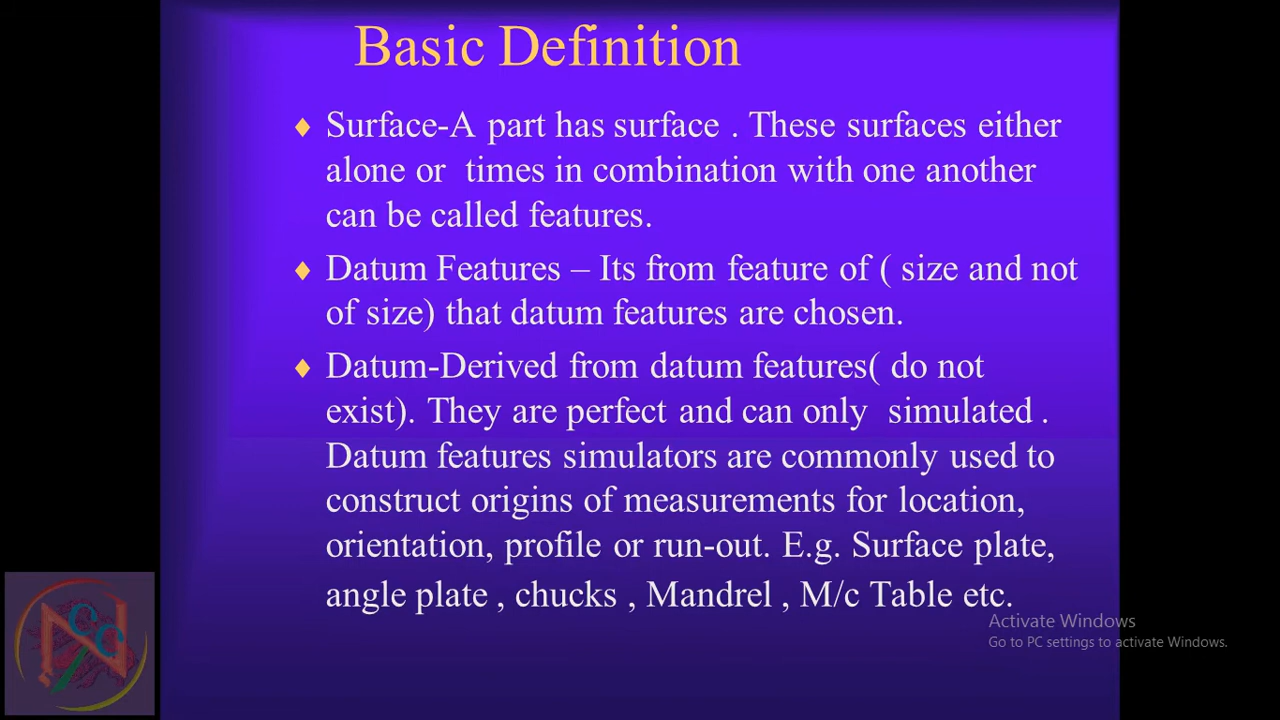 Basic Definition
♦ Surface-A part has surface . These surfaces either
alone or times in combination with one another
can be called features.
♦ Datum Features – Its from feature of ( size and not
of size) that datum features are chosen.
♦ Datum-Derived from datum features( do not
exist). They are perfect and can only simulated .
Datum features simulators are commonly used to
construct origins of measurements for location,
orientation, profile or run-out. E.g. Surface plate,
angle plate , chucks , Mandrel , M/c Table etc.
Activate Windows
Go to PC settings to activate Windows.